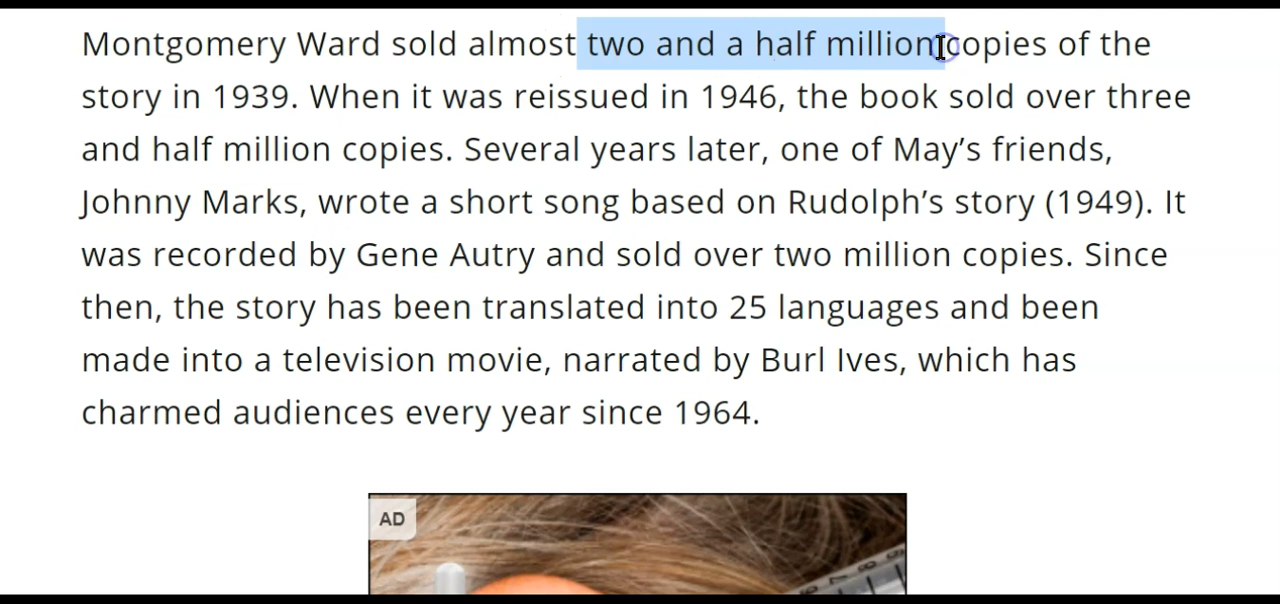 Montgomery Ward sold almost two and a half million copies of the
story in 1939. When it was reissued in 1946, the book sold over three
and half million copies. Several years later, one of May’s friends,
Johnny Marks, wrote a short song based on Rudolph’s story (1949). It
was recorded by Gene Autry and sold over two million copies. Since
then, the story has been translated into 25 languages and been
made into a television movie, narrated by Burl Ives, which has
charmed audiences every year since 1964.
AD